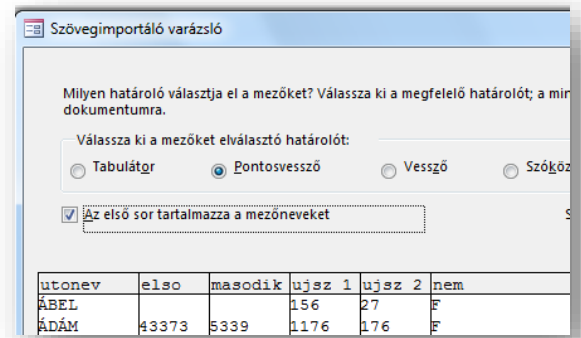 Szövegimportáló varázsló
Milyen határoló választja el a mezőket? Válassza ki a megfelelő határolót; a min
dokumentumra.
Válassza ki a mezőket elválasztó határolót:
Tabulátor Pontosvessző Vessző Szóköz
Az első sor tartalmazza a mezőneveket S
utonev elso masodik ujsz 1 ujsz 2 nem
ÁBEL 156 27 F
ÁDÁM 43373 5339 1176 176 F